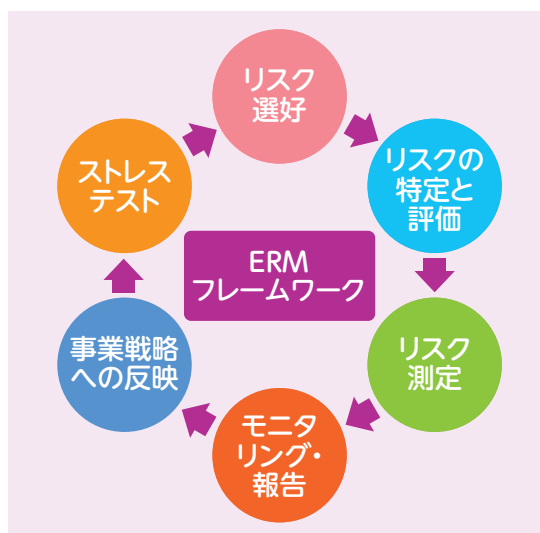 リスク
選好
リスクの
特定と
評価
リスク
測定
モニタ
リング・
報告
事業戦略
への反映
ストレス
テスト
ERM
フレームワーク